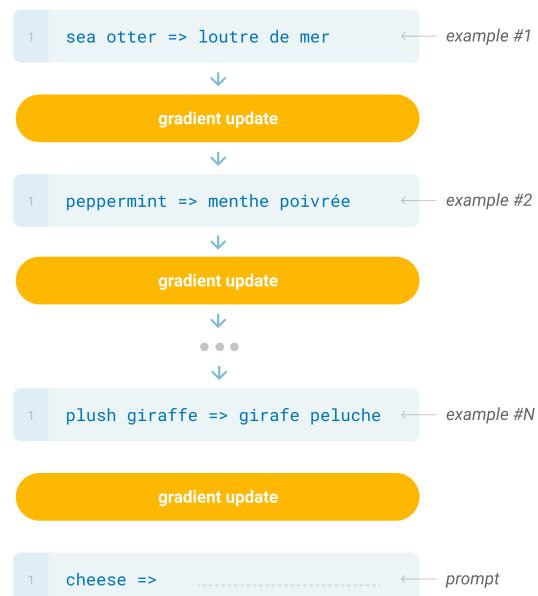 1 sea otter => loutre de mer example #1
gradient update
1 peppermint => menthe poivrée example #2
gradient update
1 plush giraffe => girafe peluche example #N
gradient update
1 cheese => prompt